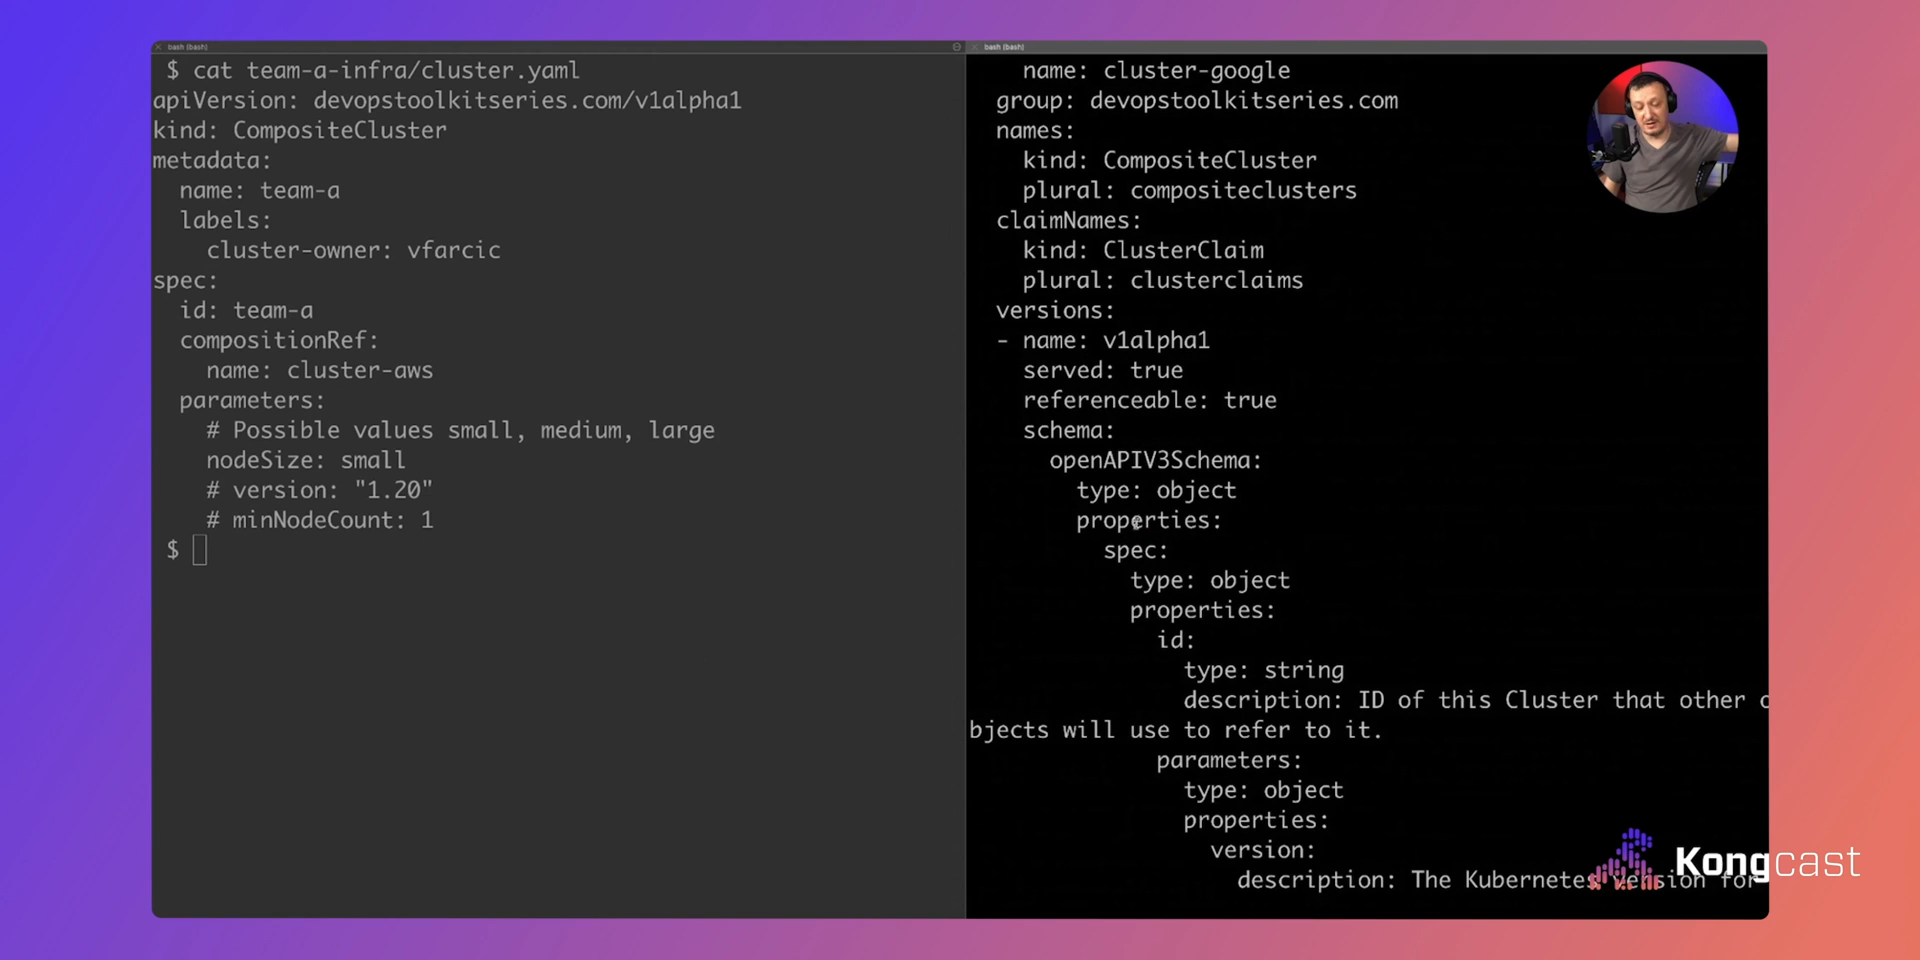 bash (bash)
$ cat team-a-infra/cluster.yaml
apiVersion: devopstoolkitseries.com/v1alpha1
kind: CompositeCluster
metadata:
  name: team-a
  labels:
    cluster-owner: vfarcic
spec:
  id: team-a
  compositionRef:
    name: cluster-aws
  parameters:
    # Possible values small, medium, large
    nodeSize: small
    # version: "1.20"
    # minNodeCount: 1
$
bash (bash)
    name: cluster-google
  group: devopstoolkitseries.com
  names:
    kind: CompositeCluster
    plural: compositeclusters
  claimNames:
    kind: ClusterClaim
    plural: clusterclaims
  versions:
  - name: v1alpha1
    served: true
    referenceable: true
    schema:
      openAPIV3Schema:
        type: object
        properties:
          spec:
            type: object
            properties:
              id:
                type: string
                description: ID of this Cluster that other o
bjects will use to refer to it.
              parameters:
                type: object
                properties:
                  version:
                    description: The Kubernetes version for
Kongcast